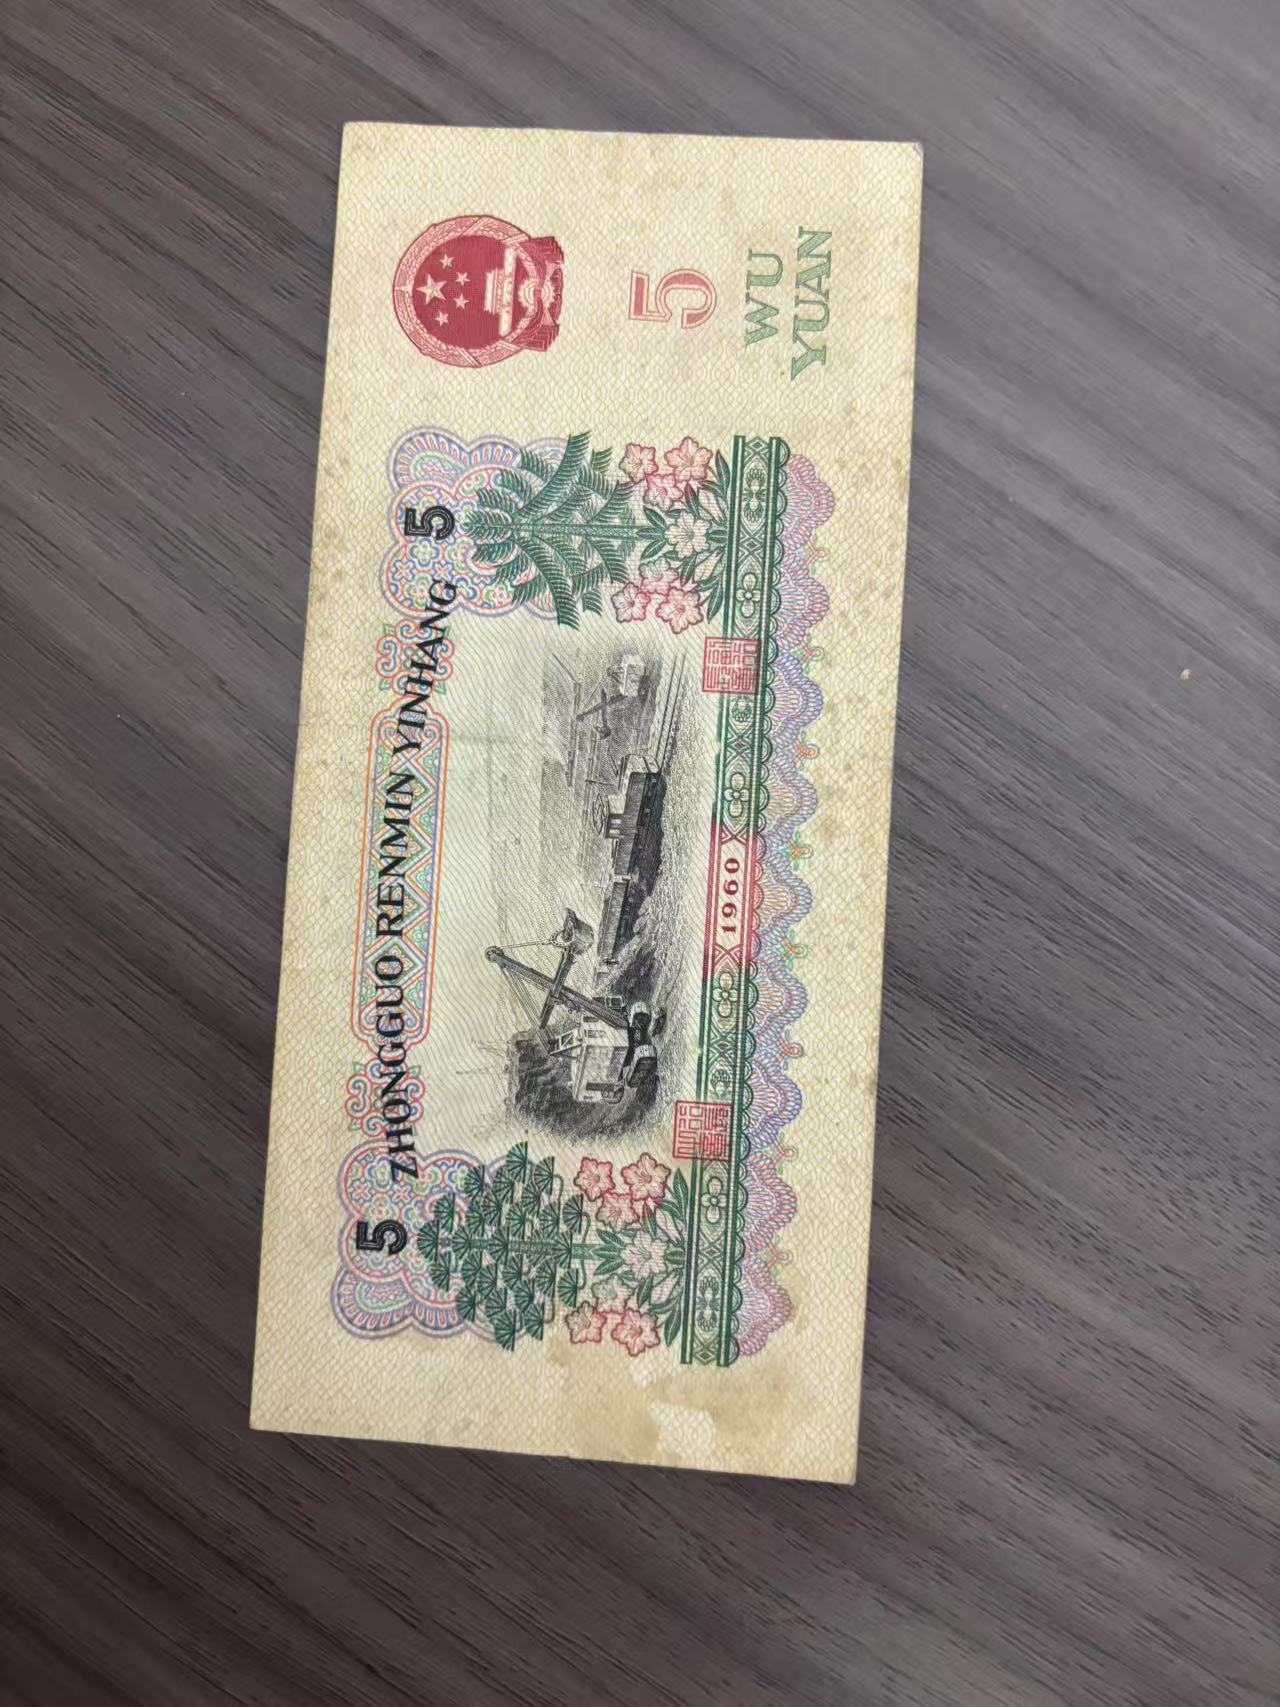 5 ZHONGGUO RENMIN YINHANG 5
5
WU
YUAN
1960